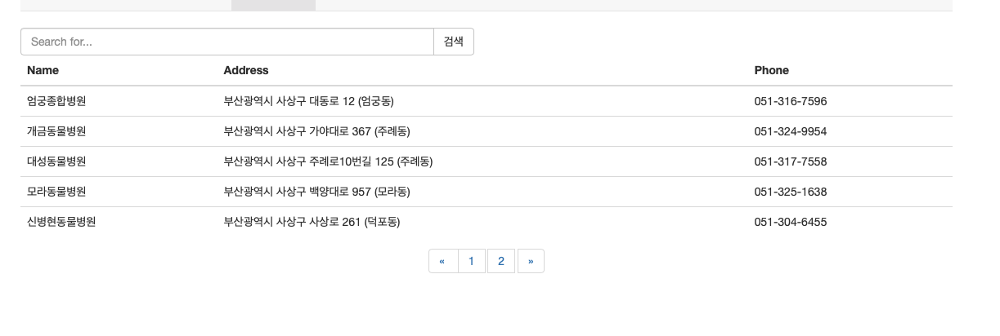 Search for... 검색
Name Address Phone
엄궁종합병원 부산광역시 사상구 대동로 12 (엄궁동) 051-316-7596
개금동물병원 부산광역시 사상구 가야대로 367 (주례동) 051-324-9954
대성동물병원 부산광역시 사상구 주례로10번길 125 (주례동) 051-317-7558
모라동물병원 부산광역시 사상구 백양대로 957 (모라동) 051-325-1638
신병현동물병원 부산광역시 사상구 사상로 261 (덕포동) 051-304-6455
« 1 2 »